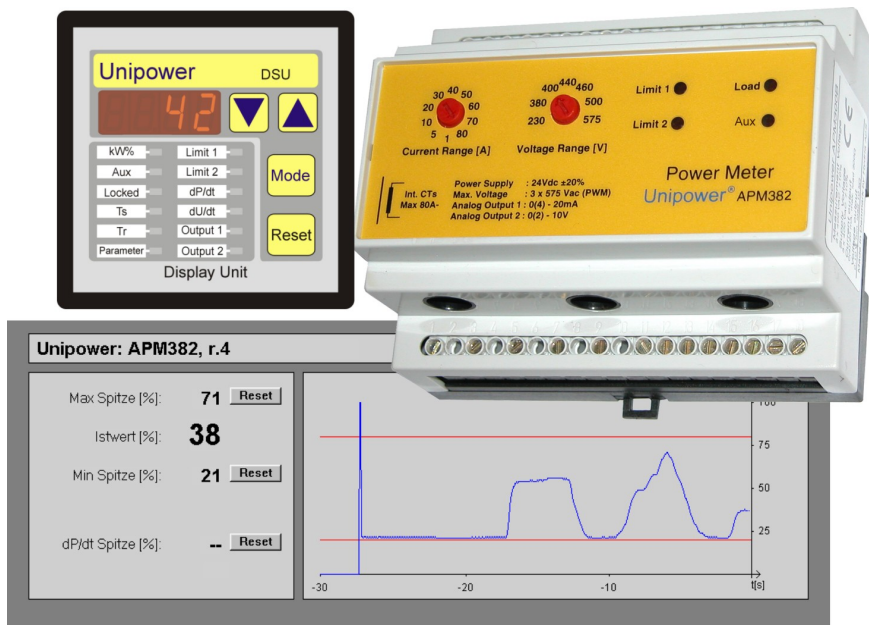 Unipower DSU
42
kW% Limit 1
Aux Limit 2
Locked dP/dt
Ts dU/dt
Tr Output 1
Parameter Output 2
Mode
Reset
Display Unit
30 40 50
20 60
10 70
5 1 80
Current Range [A]
400 440 460
380 500
230 575
Voltage Range [V]
Limit 1 Load
Limit 2 Aux
Int. CTs
Max 80A-
Power Supply : 24Vdc ±20%
Max. Voltage : 3 x 575 Vac (PWM)
Analog Output 1 : 0(4) - 20mA
Analog Output 2 : 0(2) - 10V
Power Meter
Unipower® APM382
CE
Unipower: APM382, r.4
Max Spitze [%]: 71 Reset
Istwert [%]: 38
Min Spitze [%]: 21 Reset
dP/dt Spitze [%]: -- Reset
100
75
50
25
-30 -20 -10 t[s]